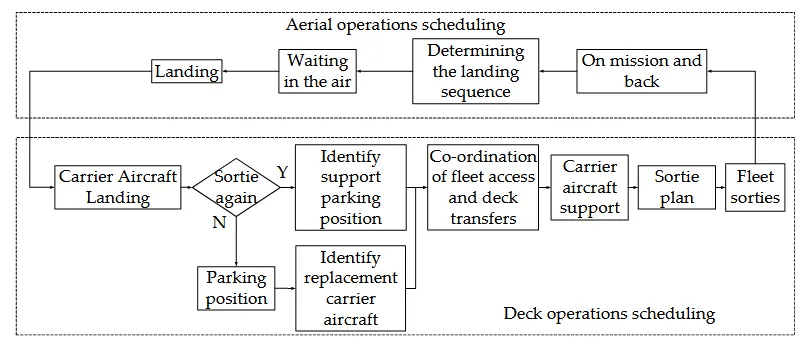 Aerial operations scheduling
Landing
Waiting
in the air
Determining
the landing
sequence
On mission and
back
Carrier Aircraft
Landing
Sortie
again
Y
N
Identify
support
parking
position
Co-ordination
of fleet access
and deck
transfers
Carrier
aircraft
support
Sortie
plan
Fleet
sorties
Parking
position
Identify
replacement
carrier
aircraft
Deck operations scheduling